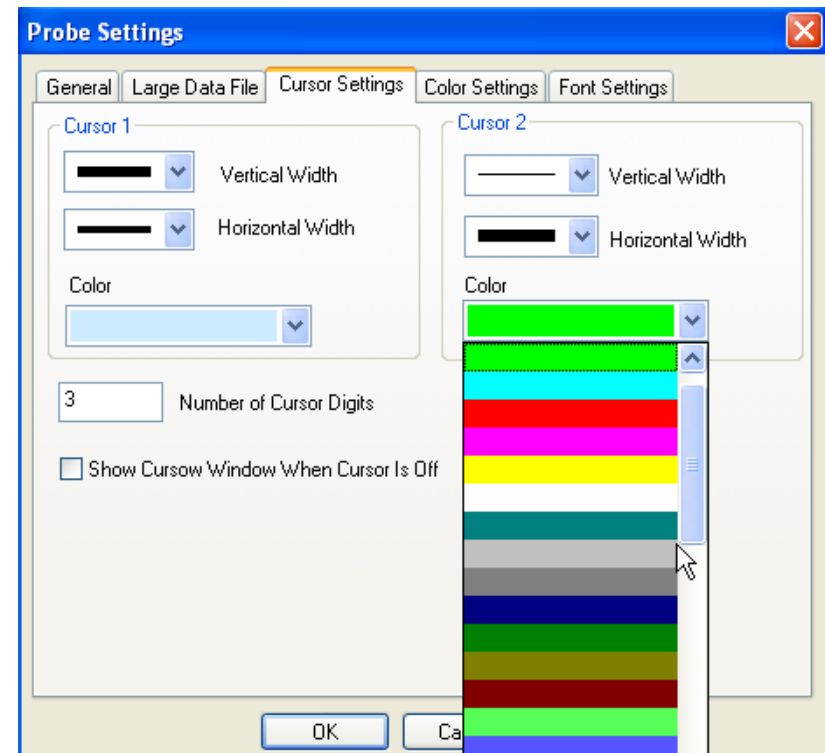 Probe Settings
General
Large Data File
Cursor Settings
Color Settings
Font Settings
Cursor 1
Vertical Width
Horizontal Width
Color
Cursor 2
Vertical Width
Horizontal Width
Color
3
Number of Cursor Digits
Show Cursow Window When Cursor Is Off
OK
Ca